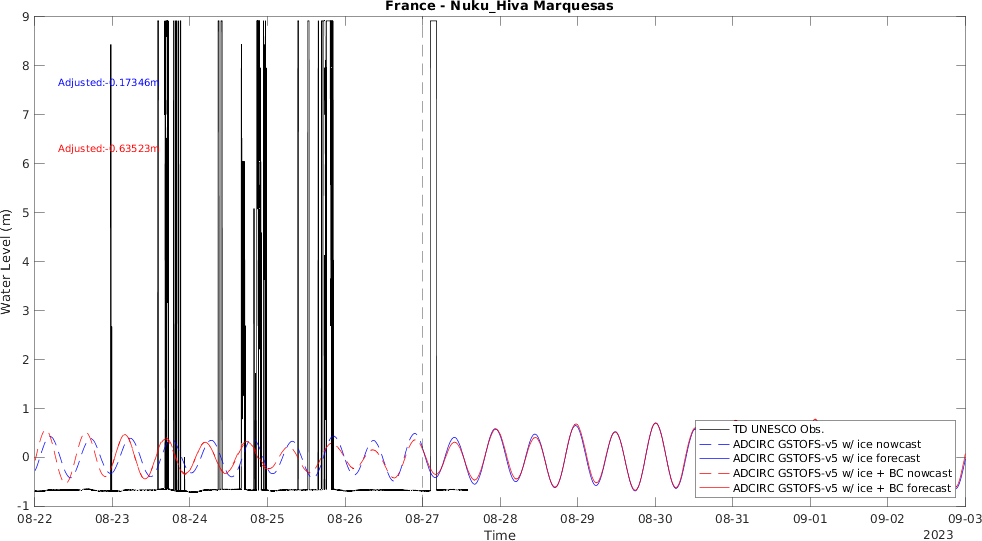 France - Nuku_Hiva Marquesas
9
8
7
6
5
4
3
2
1
0
-1
Water Level (m)
Adjusted:-0.17346m
Adjusted:-0.63523m
TD UNESCO Obs.
ADCIRC GSTOFS-v5 w/ ice nowcast
ADCIRC GSTOFS-v5 w/ ice forecast
ADCIRC GSTOFS-v5 w/ ice + BC nowcast
ADCIRC GSTOFS-v5 w/ ice + BC forecast
08-22 08-23 08-24 08-25 08-26 08-27 08-28 08-29 08-30 08-31 09-01 09-02 09-03
Time
2023